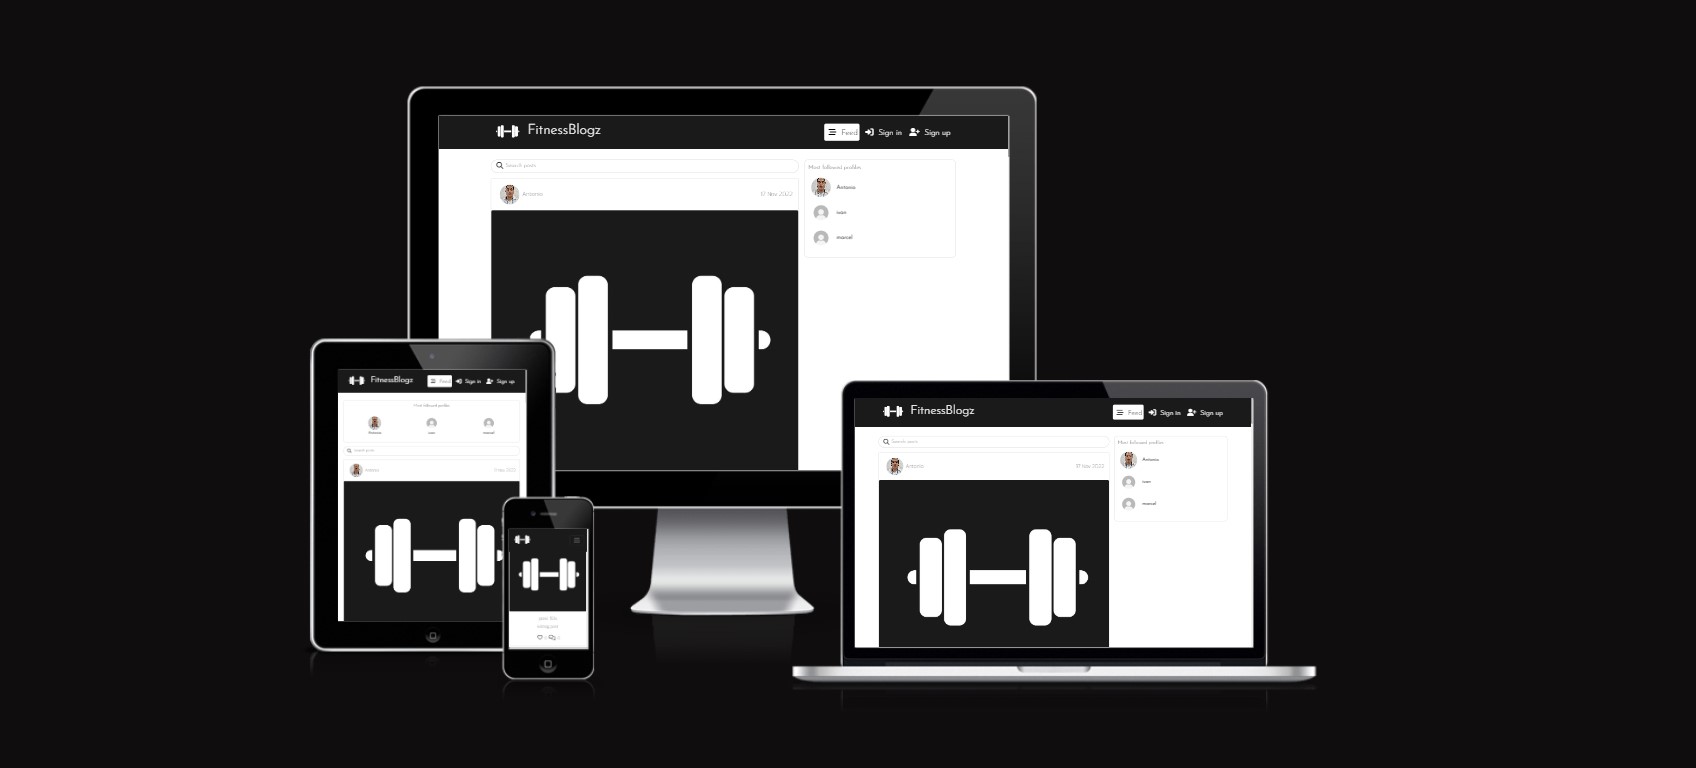 FitnessBlogz
Feed Sign in Sign up
Search posts
Most followed profiles
Antonio 17 Nov 2022
Antonio
ivan
marcel
FitnessBlogz
Feed Sign in Sign up
Most followed profiles
Antonio ivan marcel
Search posts
Antonio 17 Nov 2022
FitnessBlogz
Feed Sign in Sign up
Search posts
Most followed profiles
Antonio 17 Nov 2022
Antonio
ivan
marcel